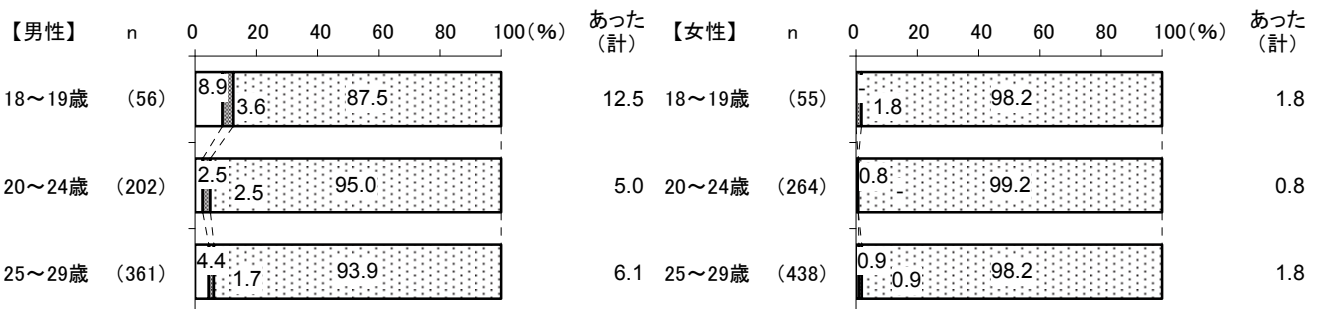 【男性】 n 0 20 40 60 80 100(%) あった(計) 【女性】 n 0 20 40 60 80 100(%) あった(計)
18～19歳 (56) 8.9 3.6 87.5 12.5 18～19歳 (55) - 1.8 98.2 1.8
20～24歳 (202) 2.5 2.5 95.0 5.0 20～24歳 (264) 0.8 - 99.2 0.8
25～29歳 (361) 4.4 1.7 93.9 6.1 25～29歳 (438) 0.9 0.9 98.2 1.8